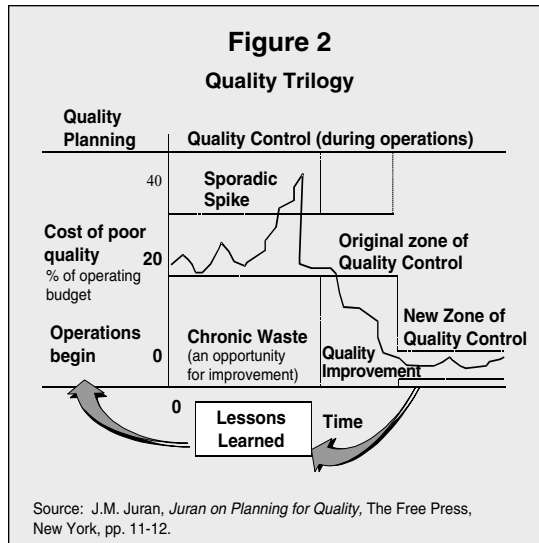 Figure 2
Quality Trilogy
Quality
Planning
Quality Control (during operations)
40
Sporadic
Spike
Cost of poor
quality
% of operating
budget
20
Original zone of
Quality Control
New Zone of
Quality Control
Operations
begin
0
Chronic Waste
(an opportunity
for improvement)
Quality
Improvement
0
Lessons
Learned
Time
Source: J.M. Juran, Juran on Planning for Quality, The Free Press,
New York, pp. 11-12.